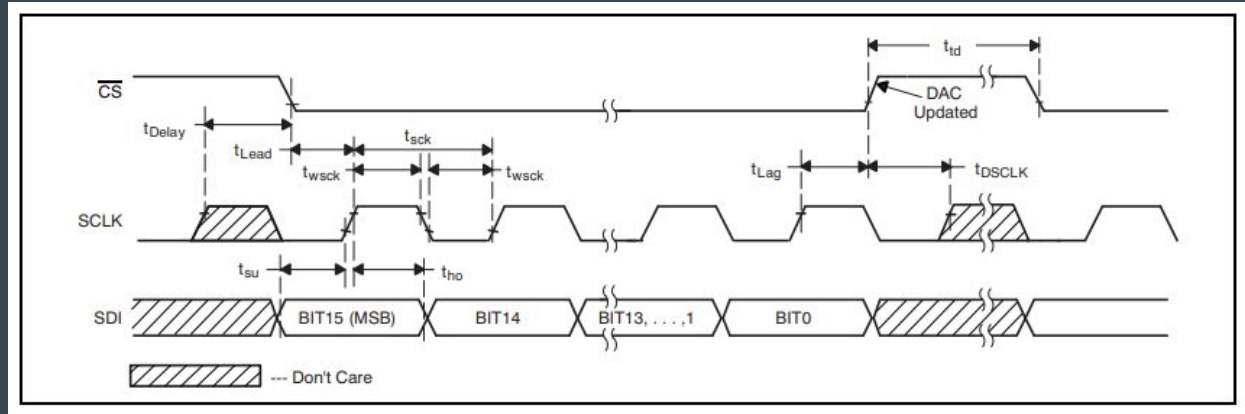 t_td
CS
DAC
Updated
t_Delay
t_Lead
t_sck
t_wsck
t_wsck
t_Lag
t_DSCLK
SCLK
t_su
t_ho
SDI
BIT15 (MSB)
BIT14
BIT13, . . . ,1
BIT0
--- Don't Care